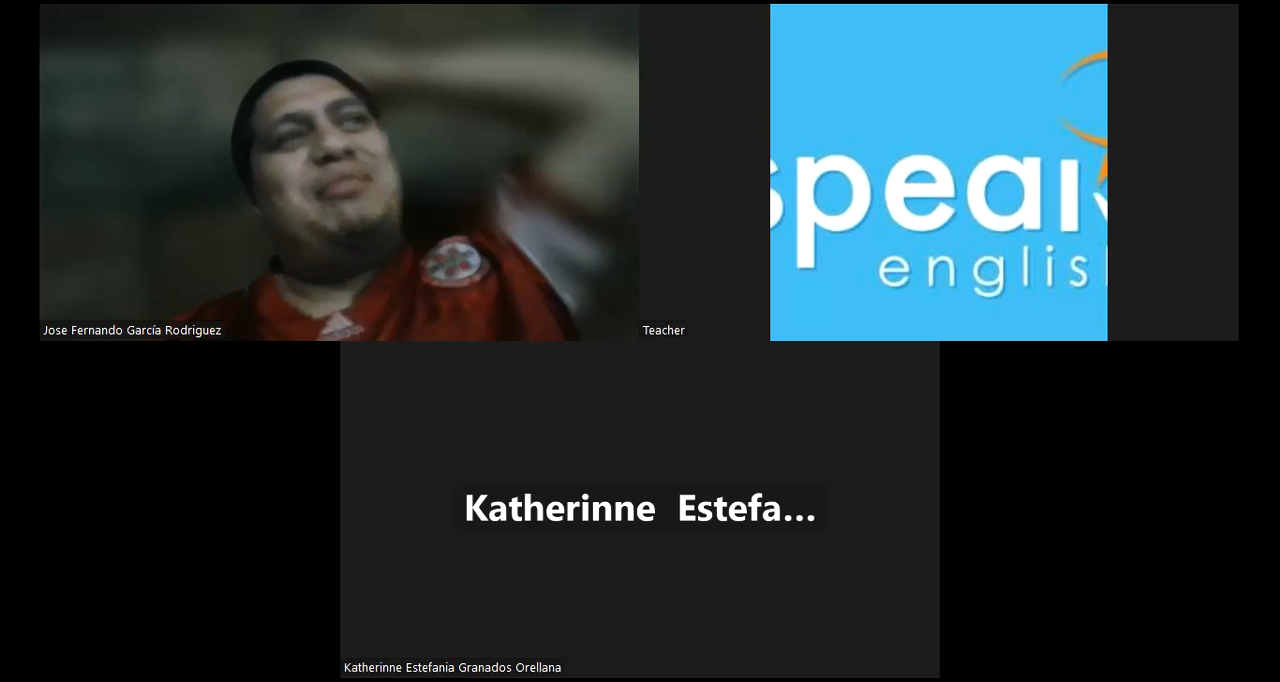 Jose Fernando García Rodriguez
speak
english
Teacher
Katherinne Estefa...
Katherinne Estefania Granados Orellana